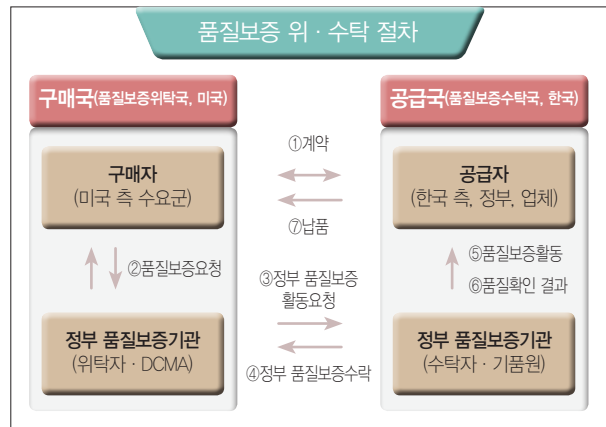 품질보증 위 · 수탁 절차
구매국(품질보증위탁국, 미국)
공급국(품질보증수탁국, 한국)
①계약
구매자
(미국 측 수요군)
공급자
(한국 측, 정부, 업체)
⑦납품
②품질보증요청
③정부 품질보증
활동요청
⑤품질보증활동
⑥품질확인 결과
정부 품질보증기관
(위탁자 · DCMA)
④정부 품질보증수락
정부 품질보증기관
(수탁자 · 기품원)